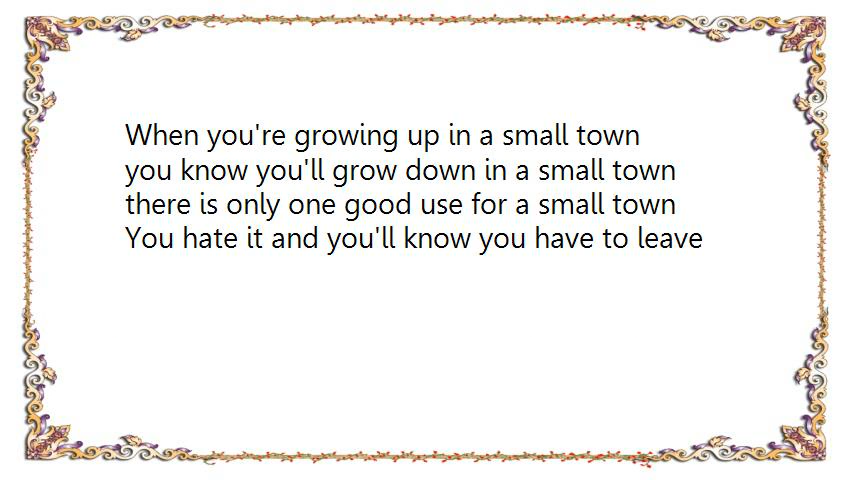 When you're growing up in a small town
you know you'll grow down in a small town
there is only one good use for a small town
You hate it and you'll know you have to leave